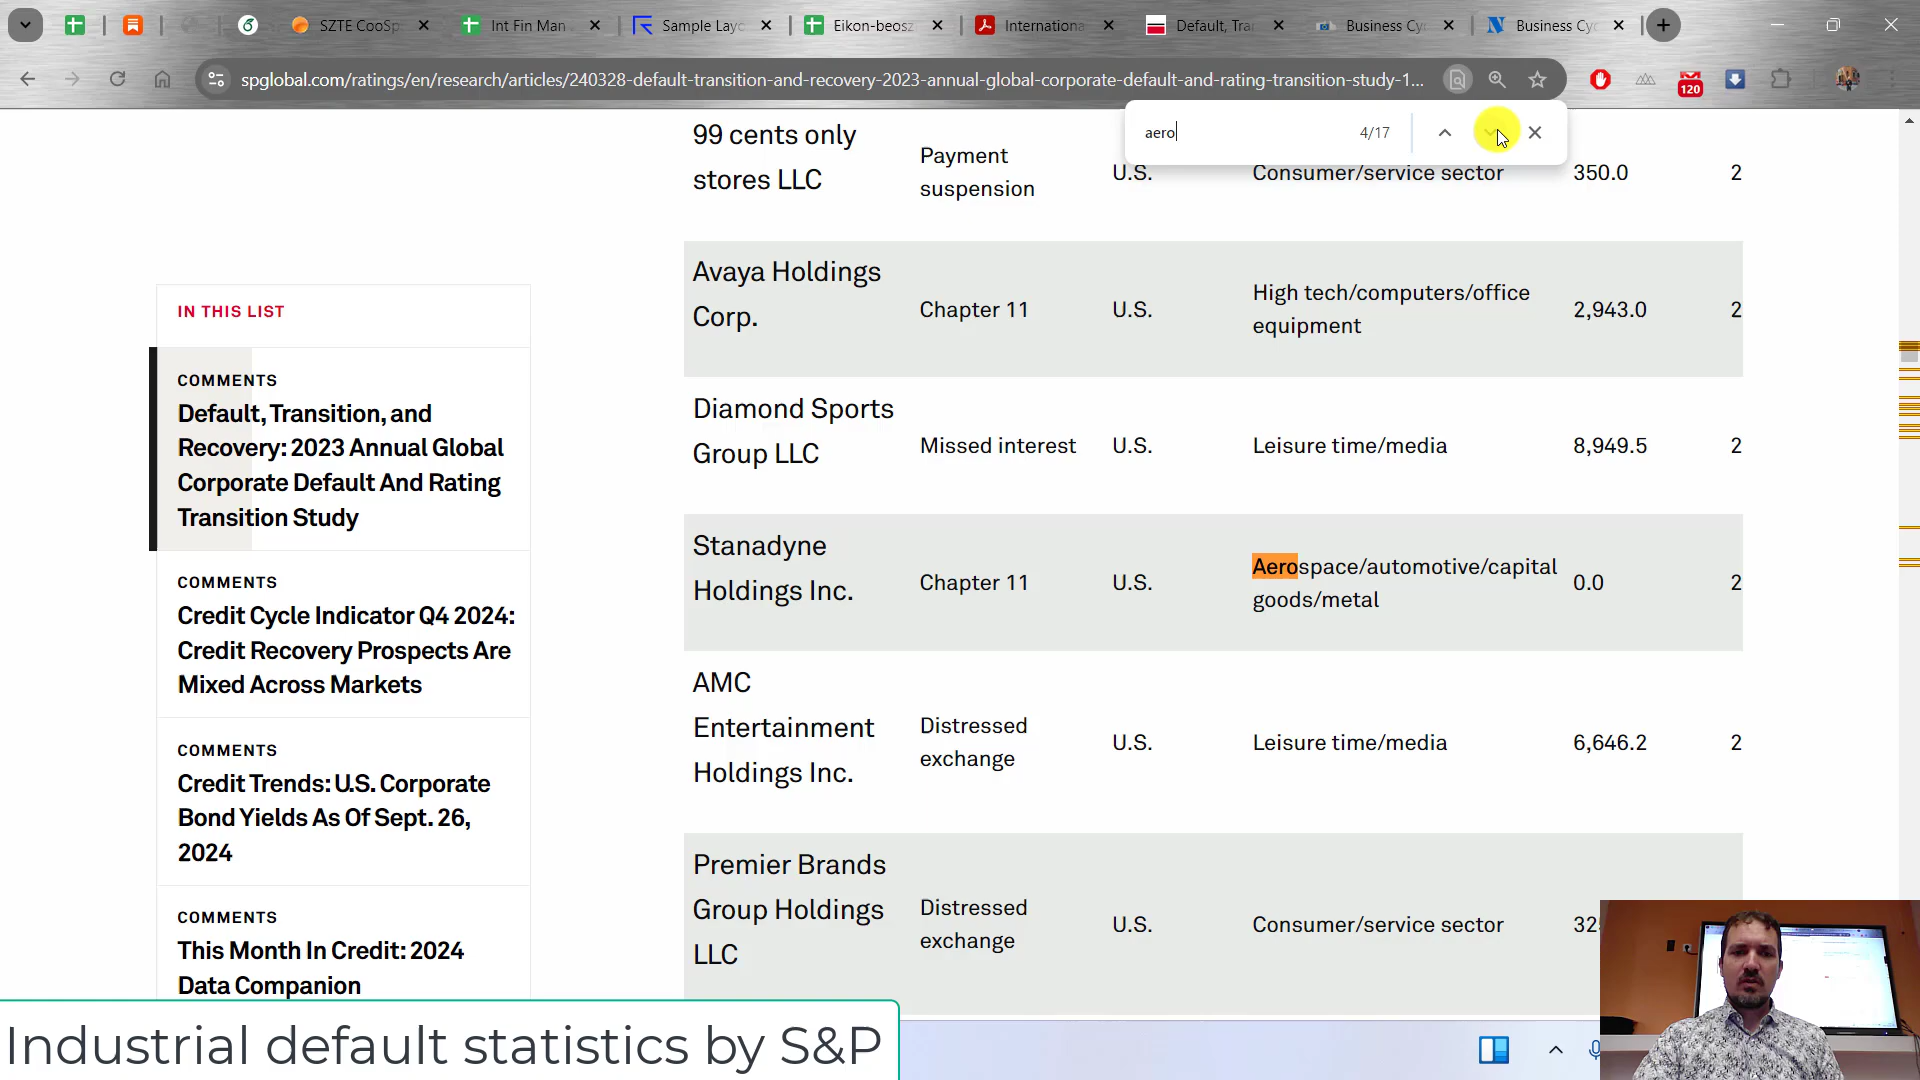 SZTE CooSp
Int Fin Man
Sample Layo
Eikon-beosz
Internationa
Default, Tra
Business Cy
Business Cyc
spglobal.com/ratings/en/research/articles/240328-default-transition-and-recovery-2023-annual-global-corporate-default-and-rating-transition-study-1...
120
aero
4/17
99 cents only
stores LLC
Payment
suspension
U.S.
Consumer/service sector
350.0
2
Avaya Holdings
Corp.
Chapter 11
U.S.
High tech/computers/office
equipment
2,943.0
2
Diamond Sports
Group LLC
Missed interest
U.S.
Leisure time/media
8,949.5
2
Stanadyne
Holdings Inc.
Chapter 11
U.S.
Aerospace/automotive/capital
goods/metal
0.0
2
AMC
Entertainment
Holdings Inc.
Distressed
exchange
U.S.
Leisure time/media
6,646.2
2
Premier Brands
Group Holdings
LLC
Distressed
exchange
U.S.
Consumer/service sector
IN THIS LIST
COMMENTS
Default, Transition, and
Recovery: 2023 Annual Global
Corporate Default And Rating
Transition Study
COMMENTS
Credit Cycle Indicator Q4 2024:
Credit Recovery Prospects Are
Mixed Across Markets
COMMENTS
Credit Trends: U.S. Corporate
Bond Yields As Of Sept. 26,
2024
COMMENTS
This Month In Credit: 2024
Data Companion
Industrial default statistics by S&P